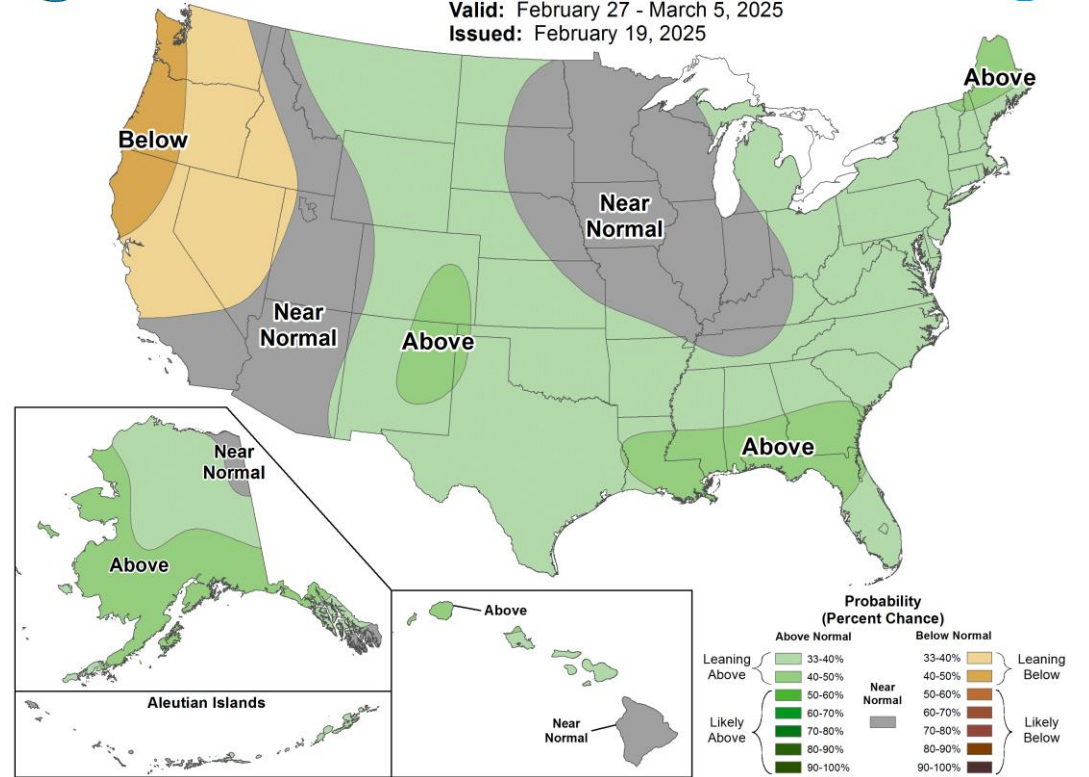 Valid: February 27 - March 5, 2025
Issued: February 19, 2025
Above
Below
Near
Normal
Near
Normal
Above
Above
Near
Normal
Above
Aleutian Islands
Above
Near
Normal
Probability
(Percent Chance)
Above Normal
Below Normal
Leaning
Above
33-40%
40-50%
50-60%
60-70%
70-80%
80-90%
90-100%
Likely
Above
Near
Normal
33-40%
40-50%
50-60%
60-70%
70-80%
80-90%
90-100%
Leaning
Below
Likely
Below